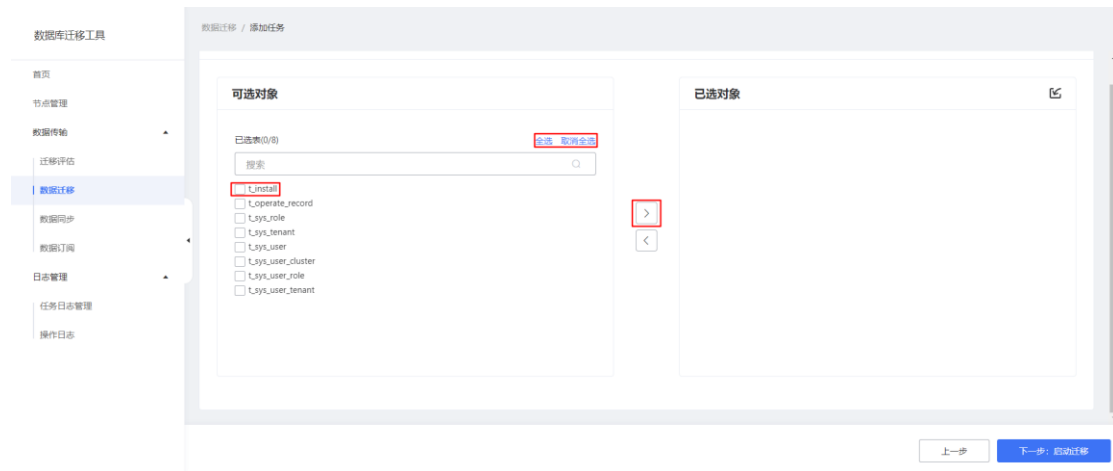 数据库迁移工具
数据迁移 / 添加任务
首页
节点管理
数据传输
迁移评估
数据迁移
数据同步
数据订阅
日志管理
任务日志管理
操作日志
可选对象
已选表(0/8)
全选 取消全选
搜索
t_install
t_operate_record
t_sys_role
t_sys_tenant
t_sys_user
t_sys_user_cluster
t_sys_user_role
t_sys_user_tenant
已选对象
上一步
下一步：启动迁移